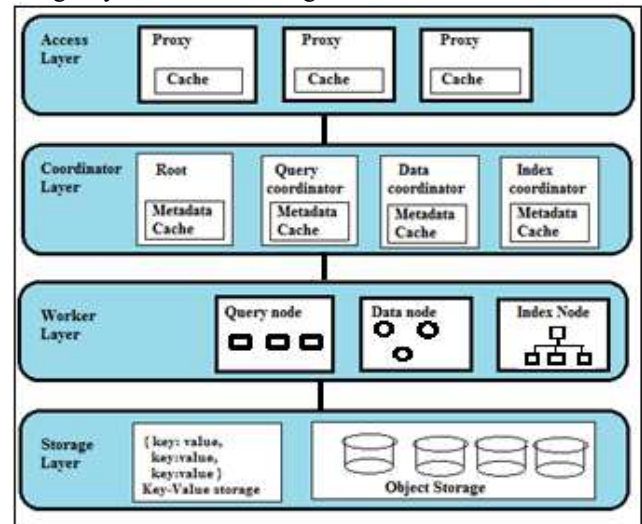 Access
Layer
Proxy
Cache
Proxy
Cache
Proxy
Cache
Coordinator
Layer
Root
Metadata
Cache
Query
coordinator
Metadata
Cache
Data
coordinator
Metadata
Cache
Index
coordinator
Metadata
Cache
Worker
Layer
Query node
Data node
Index Node
Storage
Layer
{ key: value,
key:value,
key:value }
Key-Value storage
Object Storage